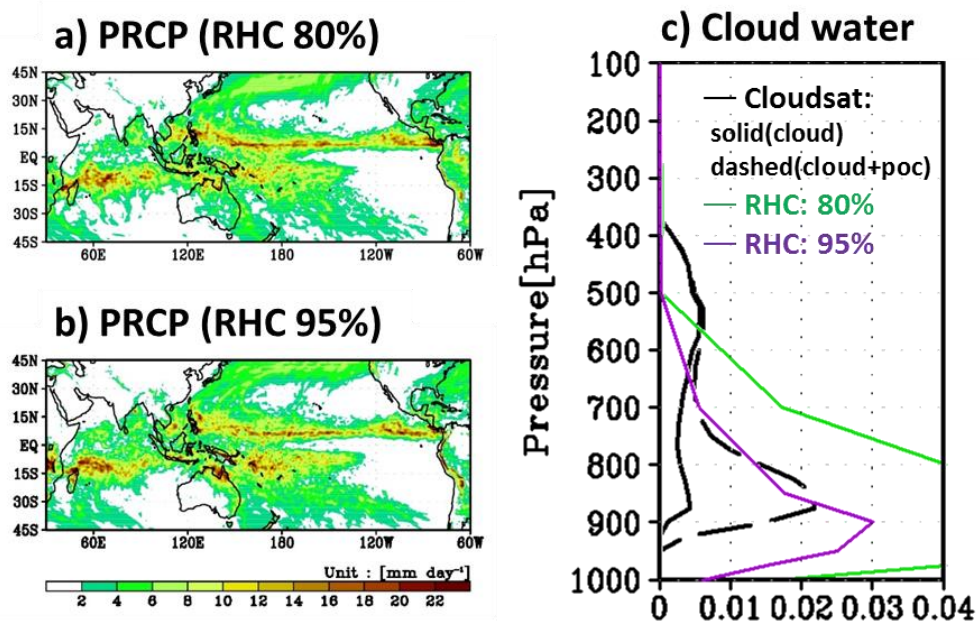 a) PRCP (RHC 80%)
45N
30N
15N
EQ
15S
30S
45S
60E 120E 180 120W 60W
b) PRCP (RHC 95%)
45N
30N
15N
EQ
15S
30S
45S
60E 120E 180 120W 60W
Unit : [mm day⁻¹]
2 4 6 8 10 12 14 16 18 20 22
c) Cloud water
Pressure[hPa]
100
200
300
400
500
600
700
800
900
1000
0 0.01 0.02 0.03 0.04
Cloudsat:
solid(cloud)
dashed(cloud+poc)
RHC: 80%
RHC: 95%